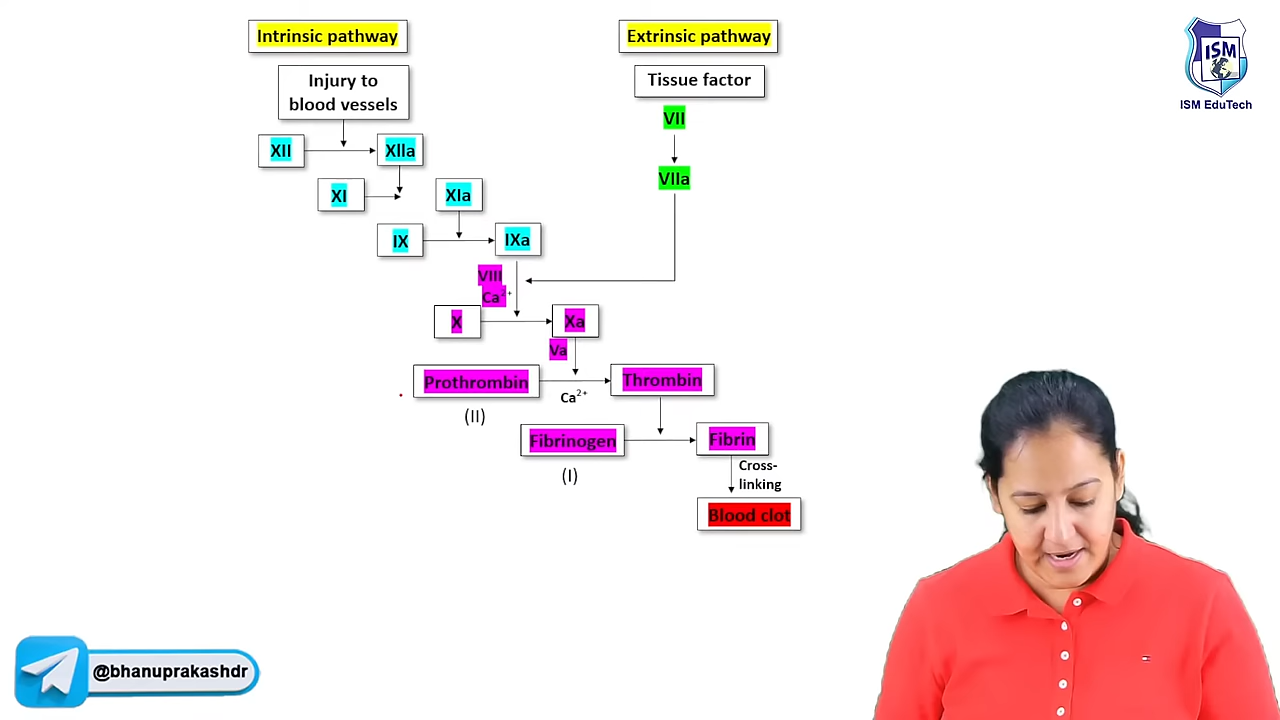 Intrinsic pathway
Extrinsic pathway
ISM
ISM EduTech
Injury to
blood vessels
Tissue factor
VII
XII
XIIa
VIIa
XI
XIa
IX
IXa
VIII
Ca²⁺
X
Xa
Va
Prothrombin
Thrombin
Ca²⁺
(II)
Fibrinogen
Fibrin
(I)
Cross-
linking
Blood clot
@bhanuprakashdr